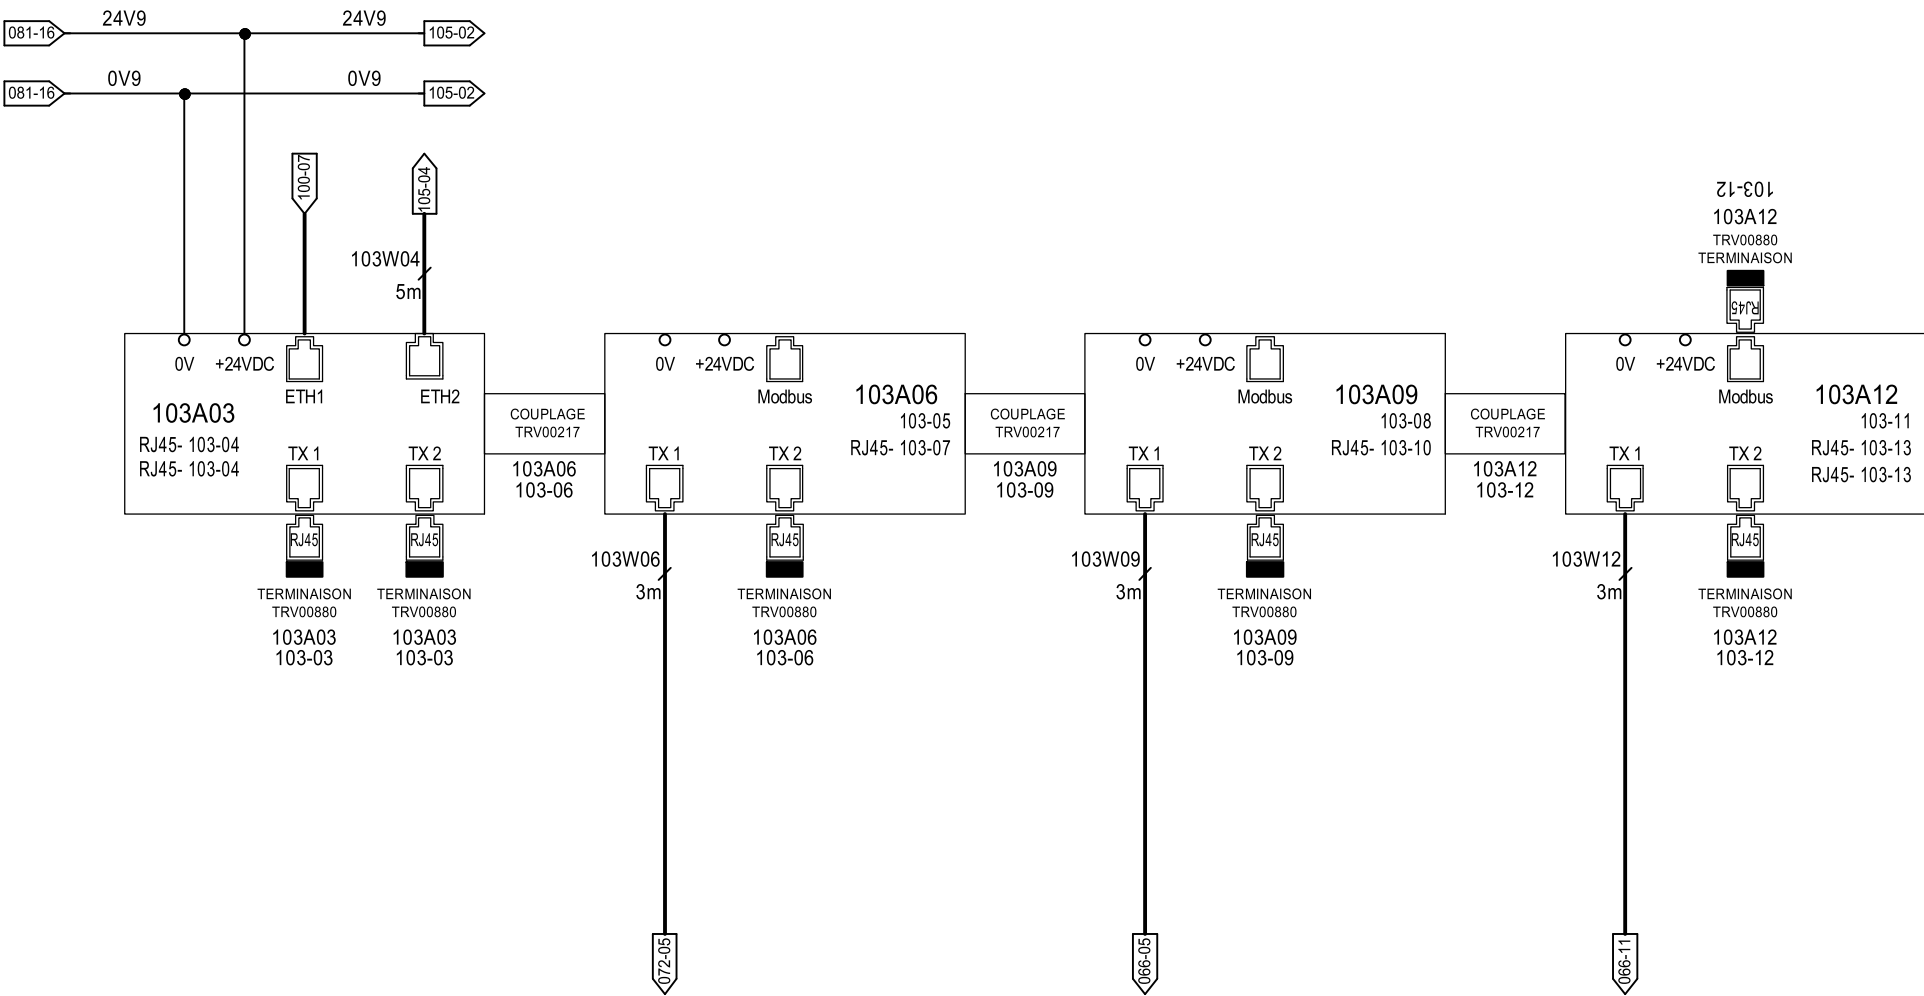 081-16
24V9
24V9
105-02
081-16
0V9
0V9
105-02
100-07
105-04
103W04
5m
0V
+24VDC
ETH1
ETH2
103A03
RJ45- 103-04
RJ45- 103-04
TX 1
TX 2
RJ45
RJ45
TERMINAISON
TRV00880
103A03
103-03
TERMINAISON
TRV00880
103A03
103-03
COUPLAGE
TRV00217
103A06
103-06
0V
+24VDC
Modbus
103A06
103-05
RJ45- 103-07
TX 1
TX 2
103W06
3m
072-05
RJ45
TERMINAISON
TRV00880
103A06
103-06
COUPLAGE
TRV00217
103A09
103-09
0V
+24VDC
Modbus
103A09
103-08
RJ45- 103-10
TX 1
TX 2
103W09
3m
066-05
RJ45
TERMINAISON
TRV00880
103A09
103-09
COUPLAGE
TRV00217
103A12
103-12
103-12
103A12
TRV00880
TERMINAISON
RJ45
0V
+24VDC
Modbus
103A12
103-11
RJ45- 103-13
RJ45- 103-13
TX 1
TX 2
103W12
3m
066-11
RJ45
TERMINAISON
TRV00880
103A12
103-12